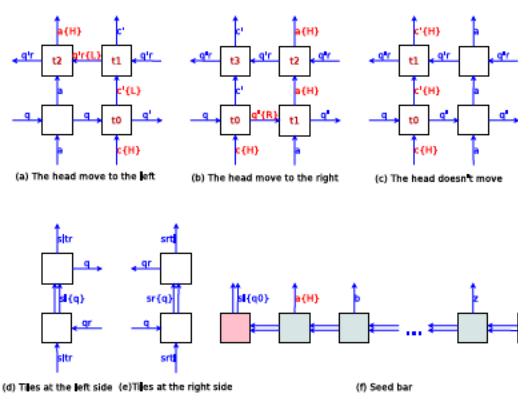 a{H} c' c' a{H} c'{H} a
q'r q'r{L} q'r q"r q'r q"r q"r q'r q"r
t2 t1 t3 t2 t1
a c'{L} c' a{H} c'{H} a
q q q' q q"{R} q" q q" q"
t0 t0 t1 t0
a c{H} c{H} a c{H} a
(a) The head move to the left (b) The head move to the right (c) The head doesn't move
sltr srtl
q qr
sl{q} sr{q} sl{q0} a{H} b z
qr q ...
sltr srtl
(d) Tiles at the left side (e)Tiles at the right side (f) Seed bar